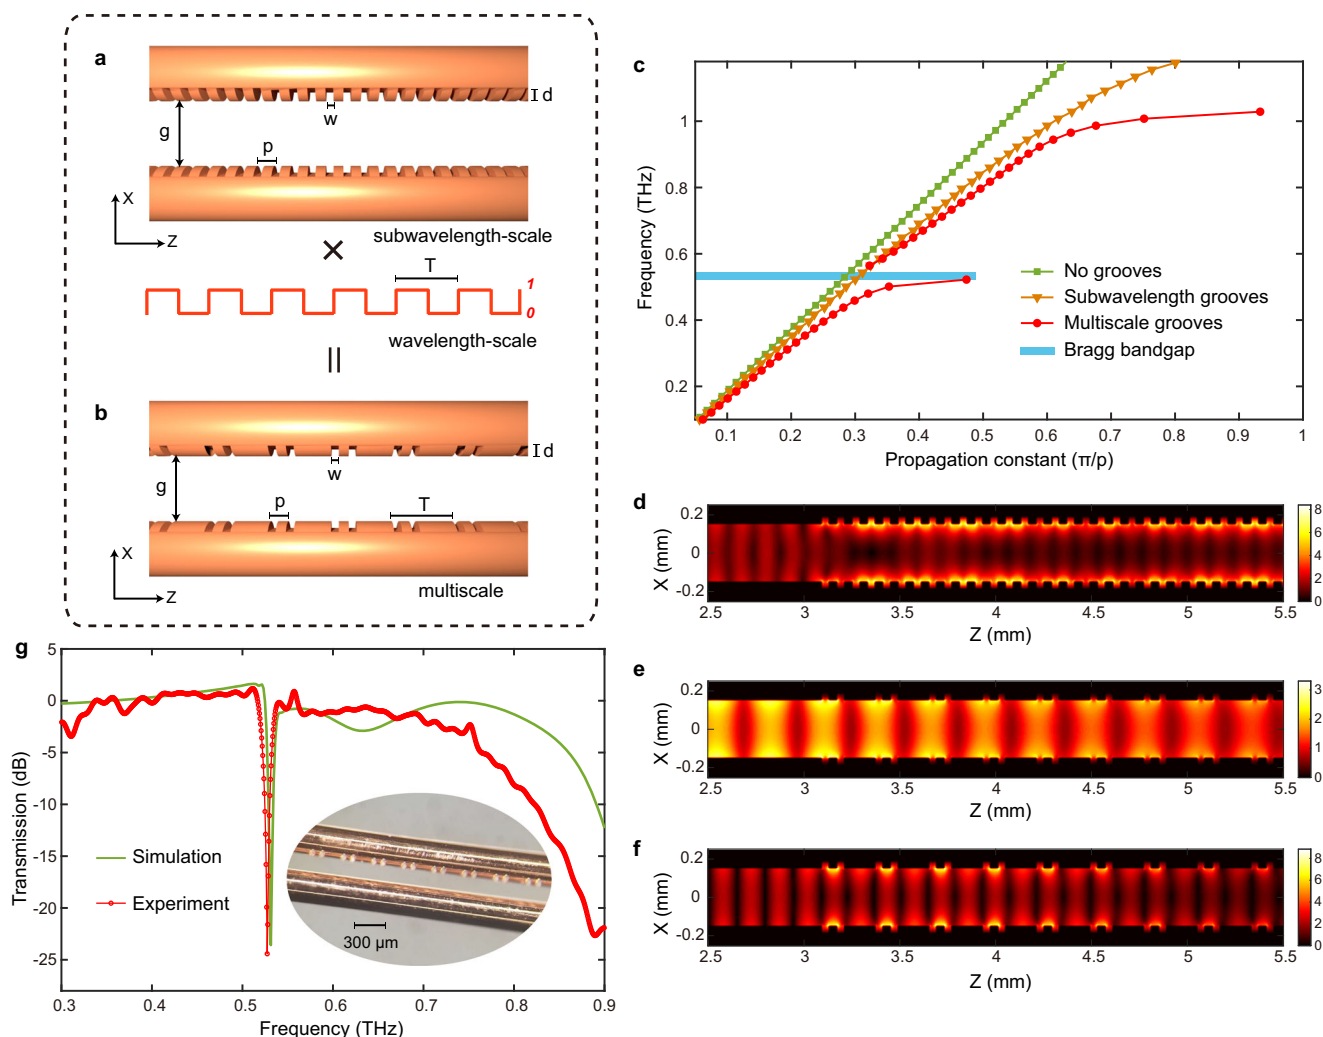 a
d
w
g
p
X
Z
subwavelength-scale
×
T
1
0
wavelength-scale
=
b
d
w
g
p
T
X
Z
multiscale
c
Frequency (THz)
1
0.8
0.6
0.4
0.2
No grooves
Subwavelength grooves
Multiscale grooves
Bragg bandgap
0.1 0.2 0.3 0.4 0.5 0.6 0.7 0.8 0.9 1
Propagation constant (π/p)
d
X (mm)
0.2
0
-0.2
8
6
4
2
0
2.5 3 3.5 4 4.5 5 5.5
Z (mm)
e
X (mm)
0.2
0
-0.2
3
2
1
0
2.5 3 3.5 4 4.5 5 5.5
Z (mm)
f
X (mm)
0.2
0
-0.2
8
6
4
2
0
2.5 3 3.5 4 4.5 5 5.5
Z (mm)
g
Transmission (dB)
5
0
-5
-10
-15
-20
-25
Simulation
Experiment
300 μm
0.3 0.4 0.5 0.6 0.7 0.8 0.9
Frequency (THz)